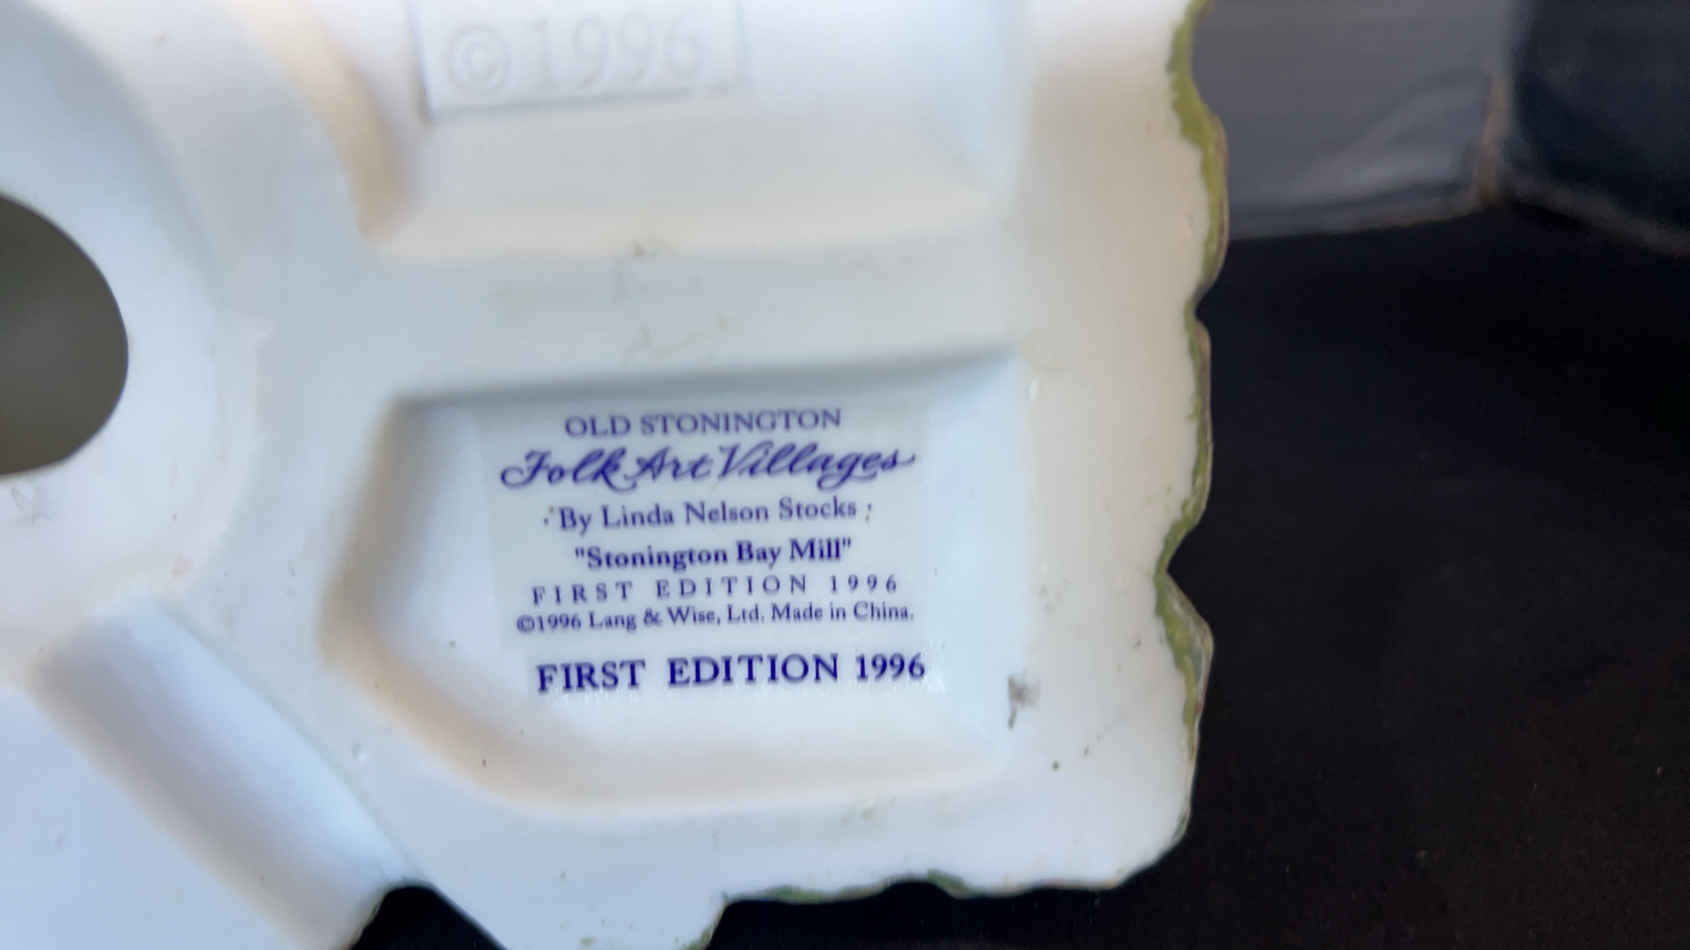 ©1996
OLD STONINGTON
Folk Art Villages
By Linda Nelson Stocks
"Stonington Bay Mill"
FIRST EDITION 1996
©1996 Lang & Wise, Ltd. Made in China.
FIRST EDITION 1996